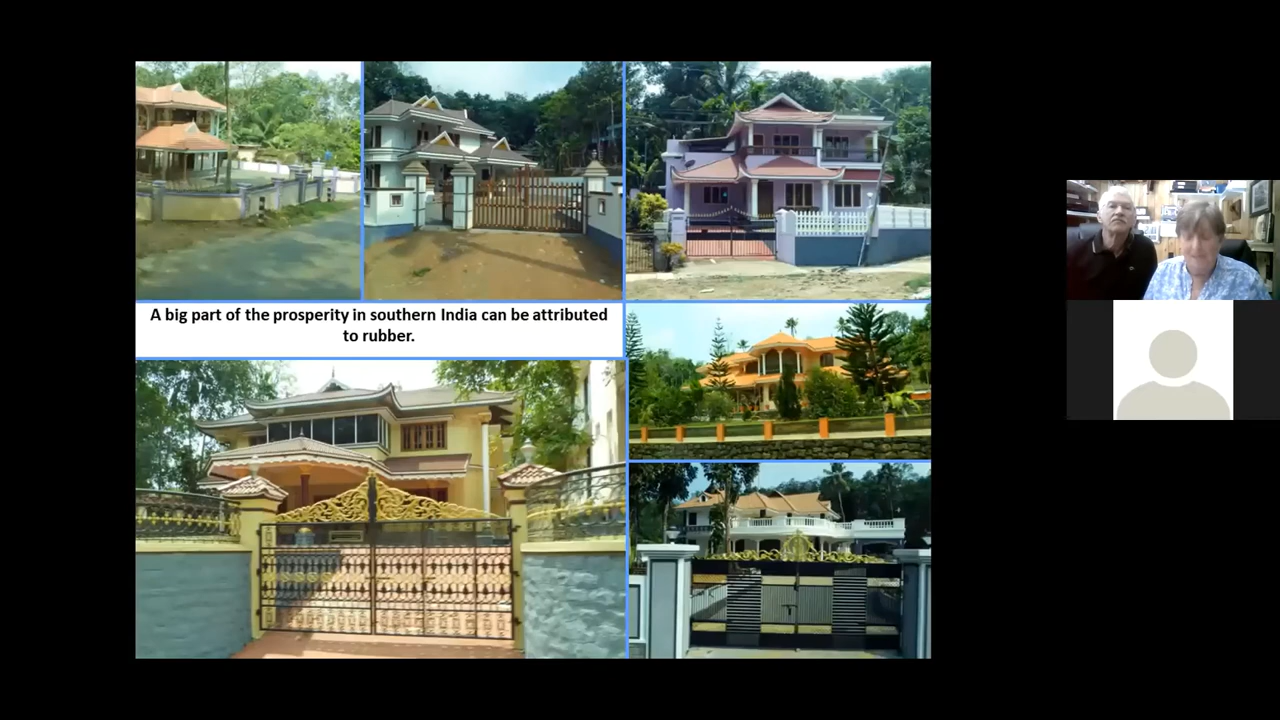 A big part of the prosperity in southern India can be attributed
to rubber.